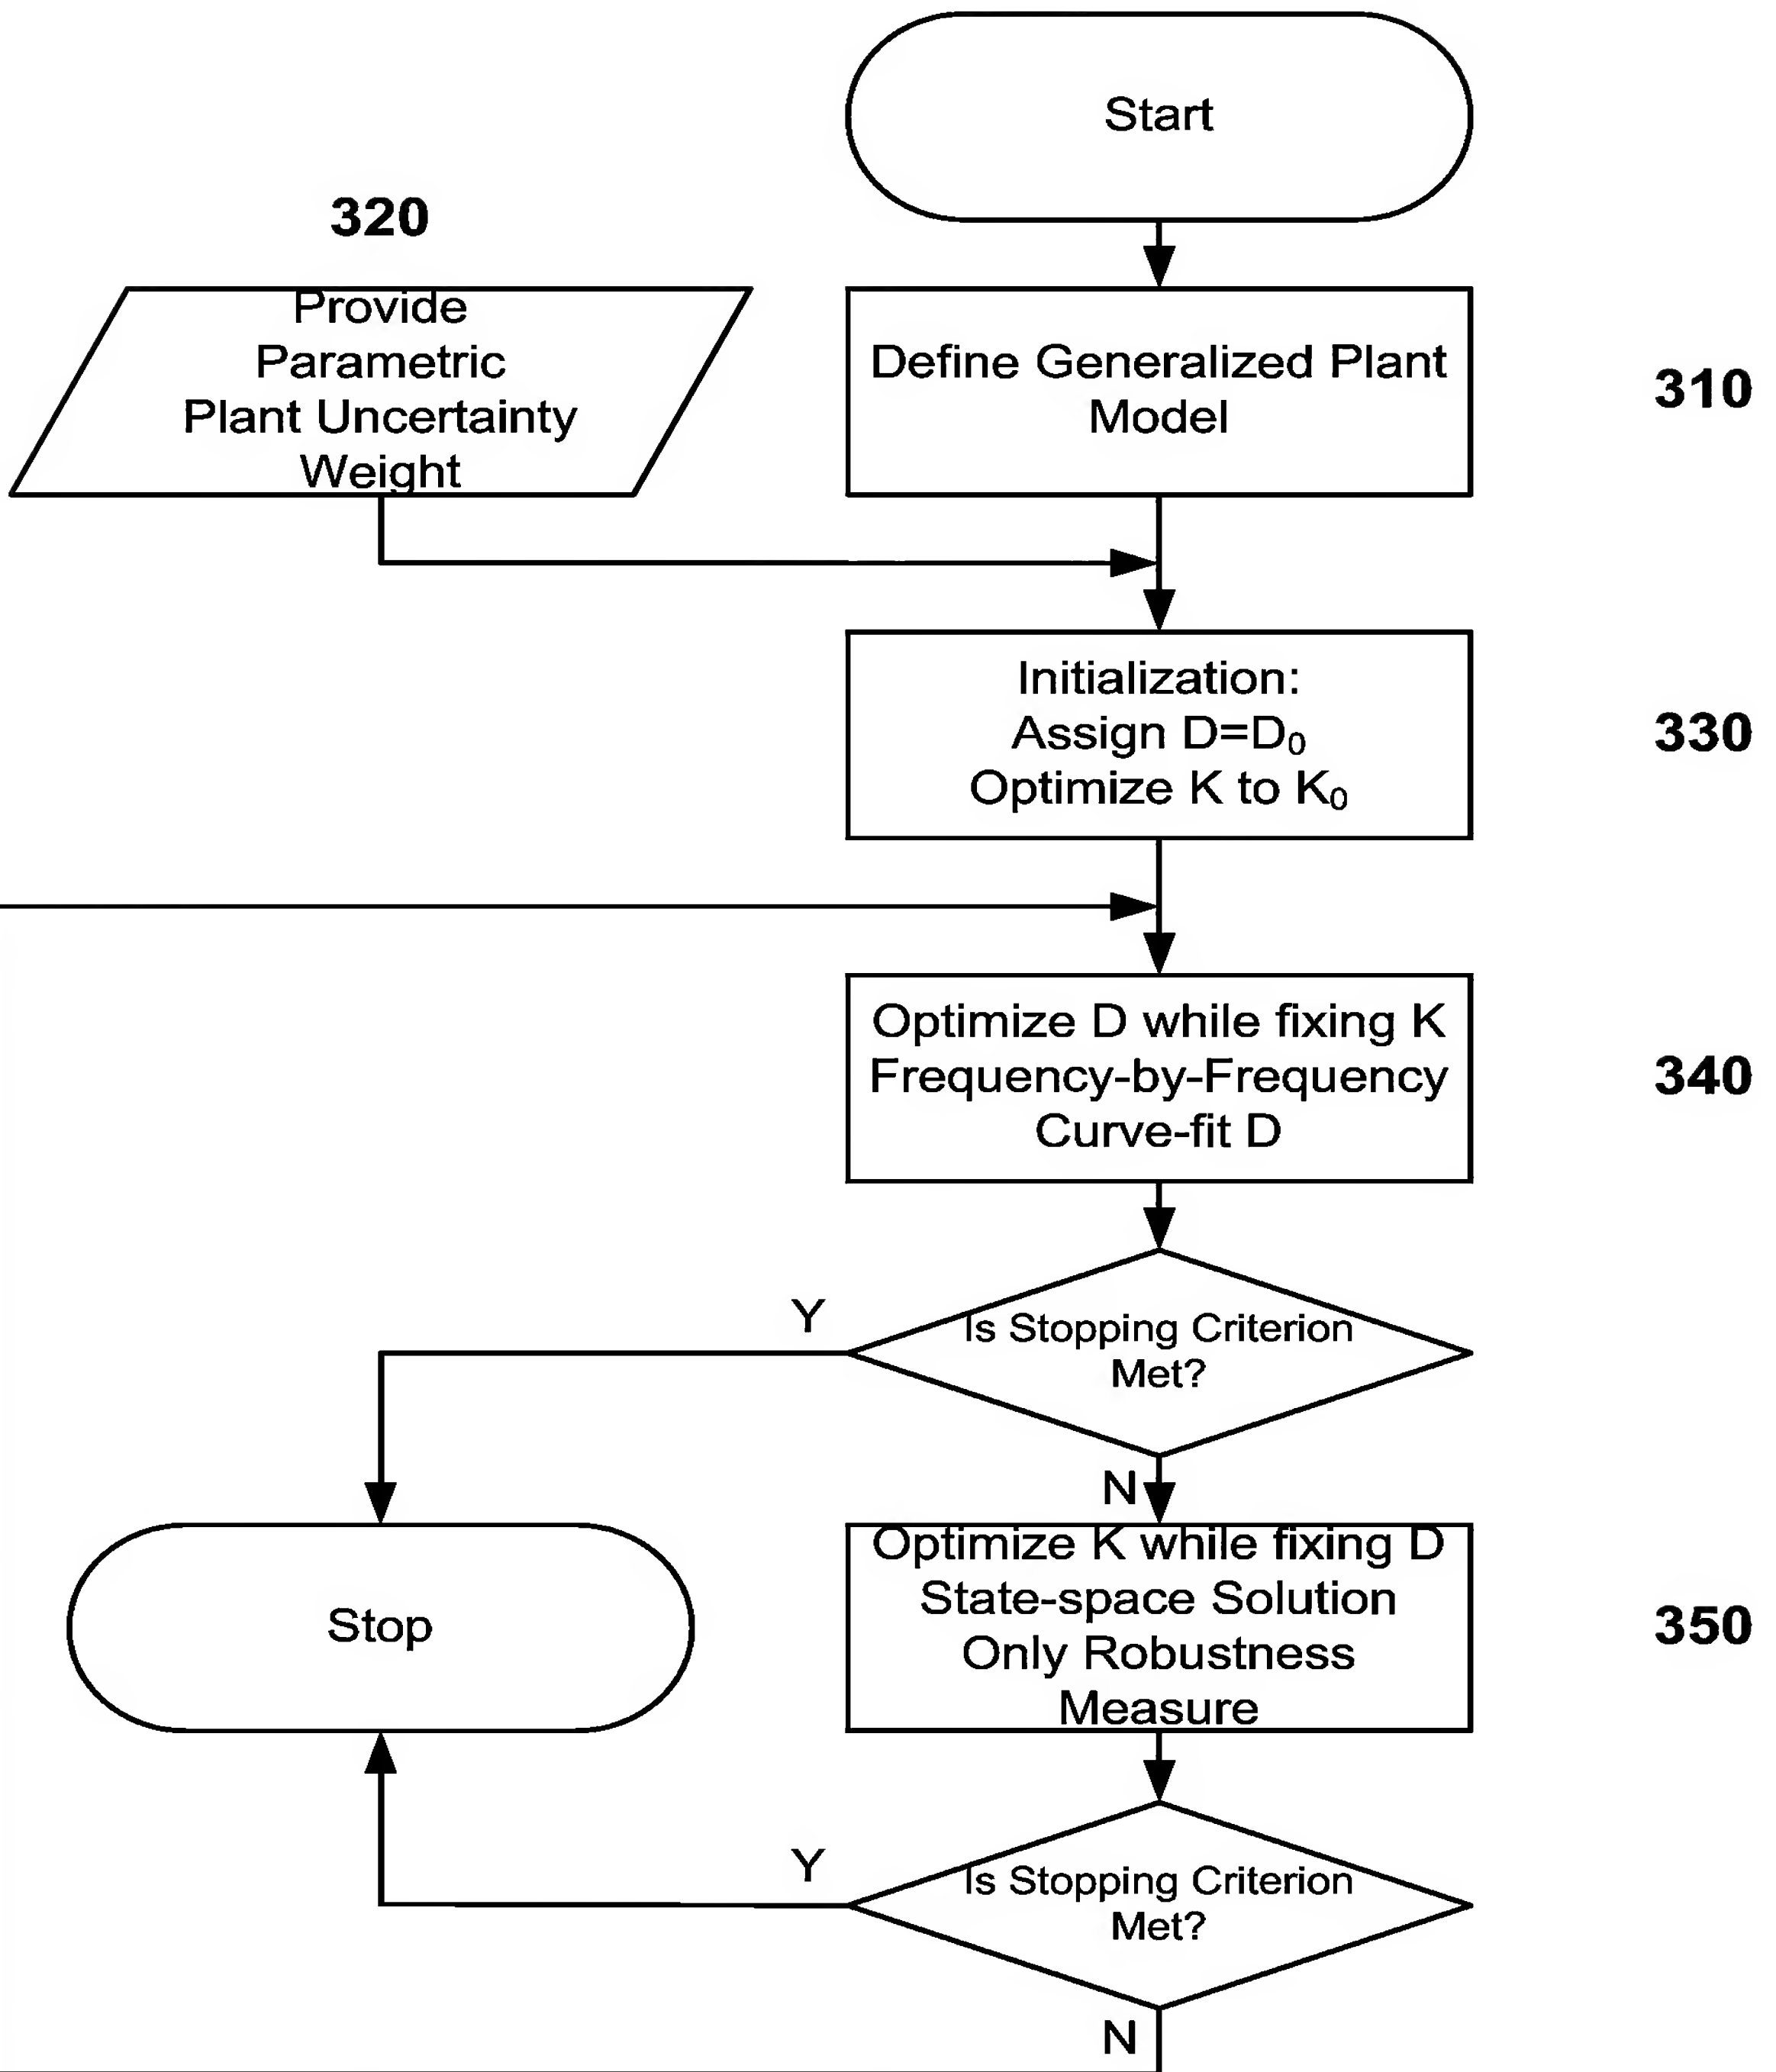 Start
320
Provide
Parametric
Plant Uncertainty
Weight
Define Generalized Plant
Model
310
Initialization:
Assign D=D₀
Optimize K to K₀
330
Optimize D while fixing K
Frequency-by-Frequency
Curve-fit D
340
Y
Is Stopping Criterion
Met?
N
Stop
Optimize K while fixing D
State-space Solution
Only Robustness
Measure
350
Y
Is Stopping Criterion
Met?
N